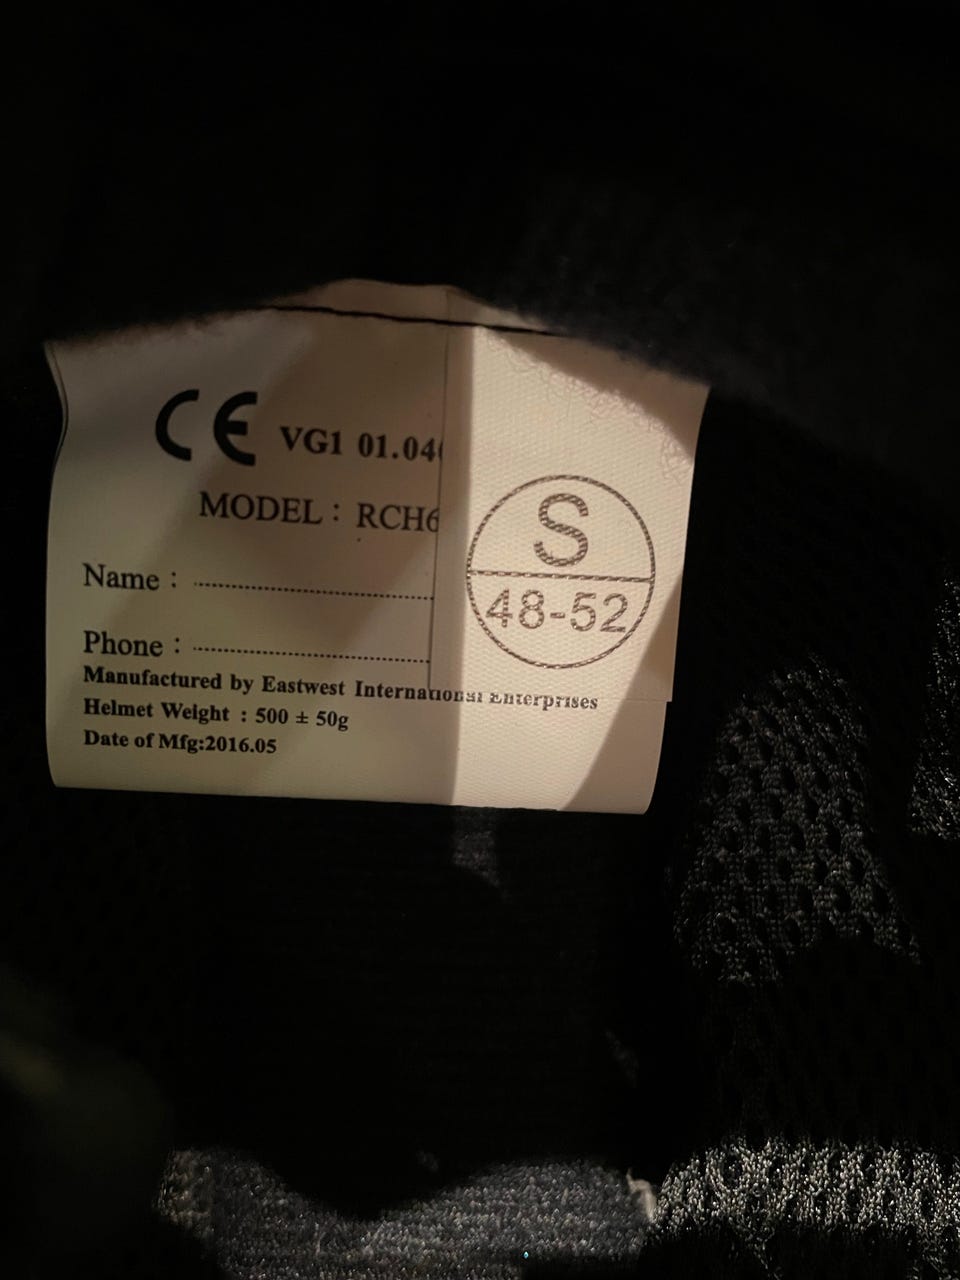 CE VG1 01.04
MODEL : RCH6
S
48-52
Name :
Phone :
Manufactured by Eastwest International Enterprises
Helmet Weight : 500 ± 50g
Date of Mfg:2016.05